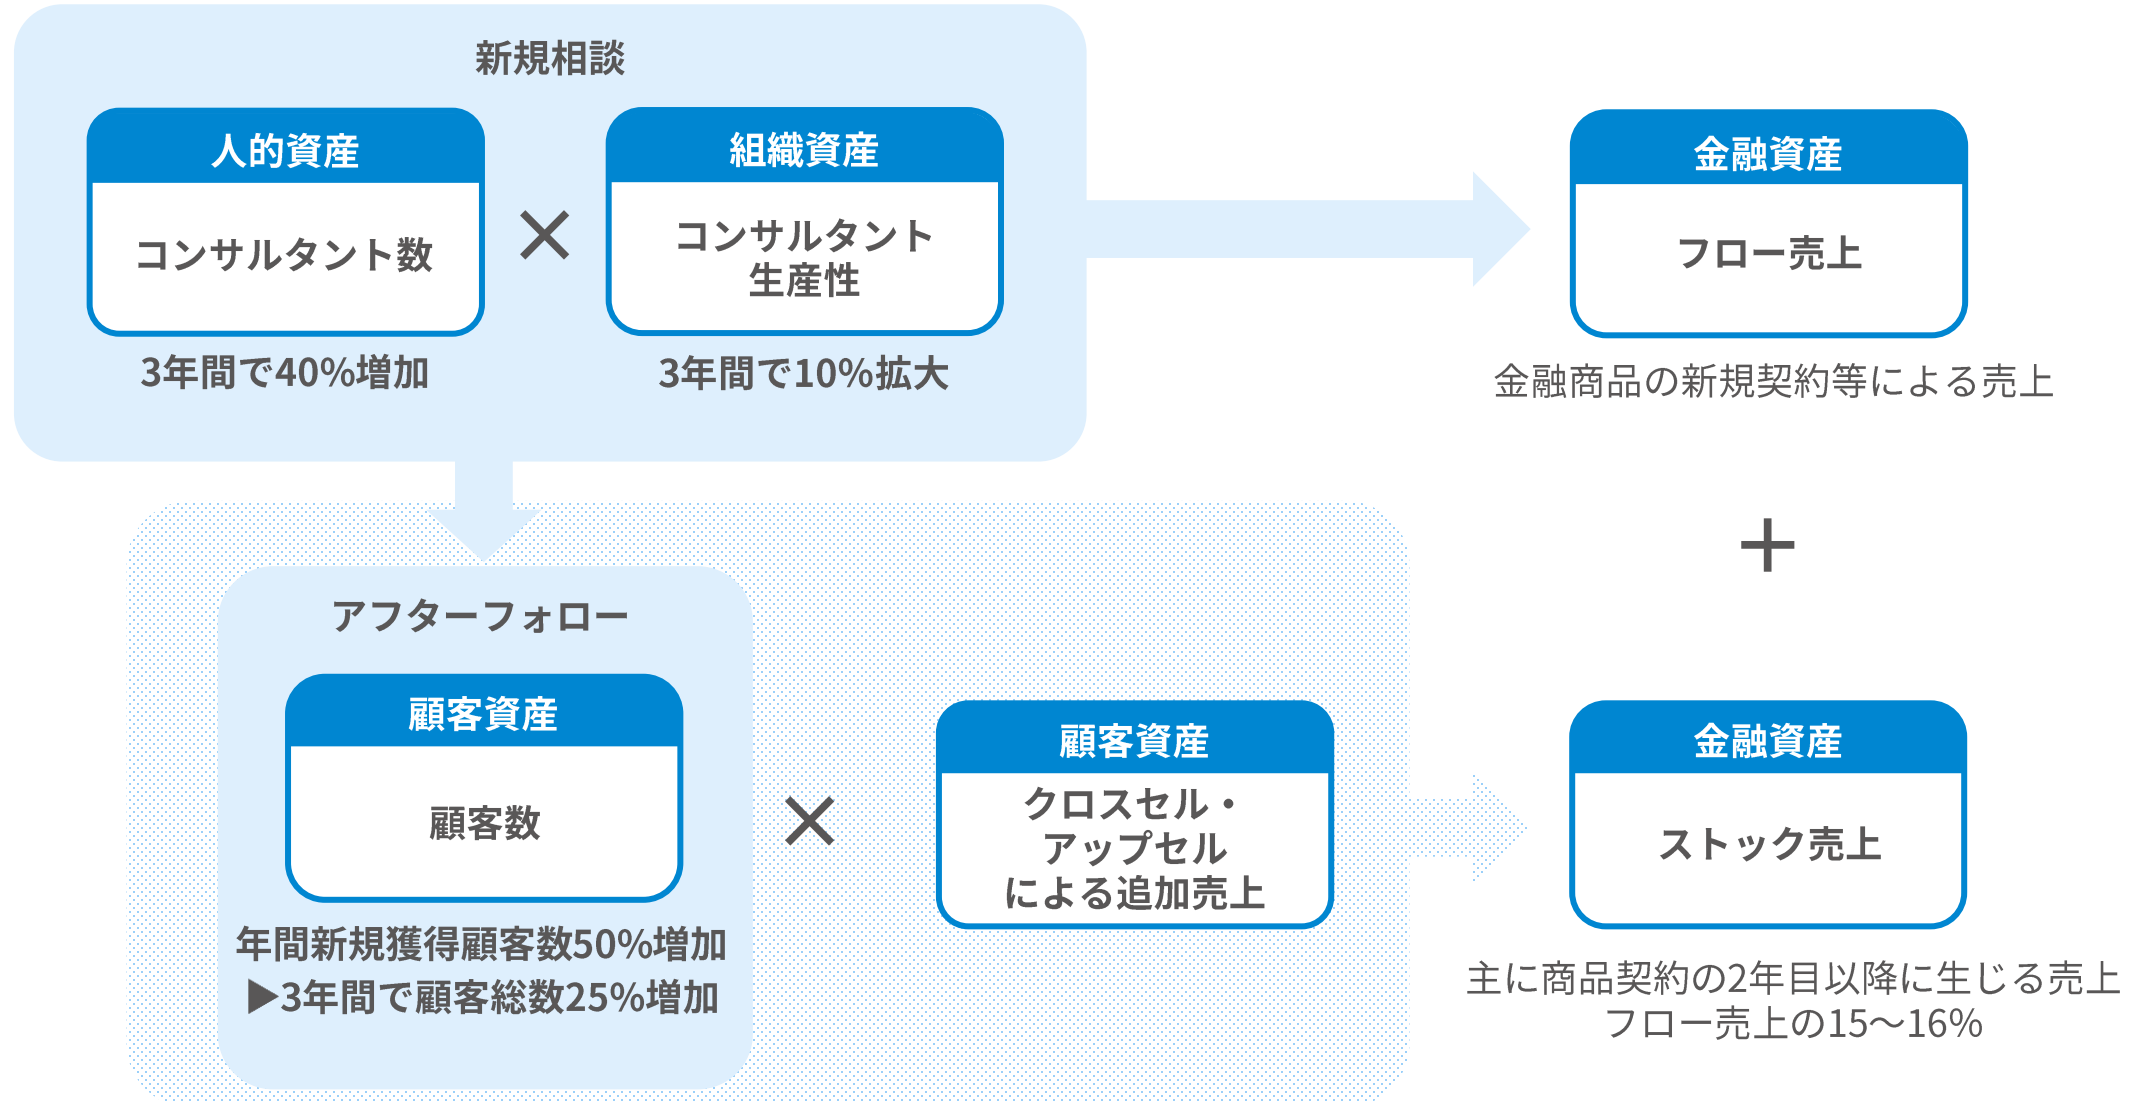 新規相談
人的資産
コンサルタント数
3年間で40%増加
×
組織資産
コンサルタント
生産性
3年間で10%拡大
金融資産
フロー売上
金融商品の新規契約等による売上
+
アフターフォロー
顧客資産
顧客数
年間新規獲得顧客数50%増加
▶3年間で顧客総数25%増加
×
顧客資産
クロスセル・
アップセル
による追加売上
金融資産
ストック売上
主に商品契約の2年目以降に生じる売上
フロー売上の15～16%